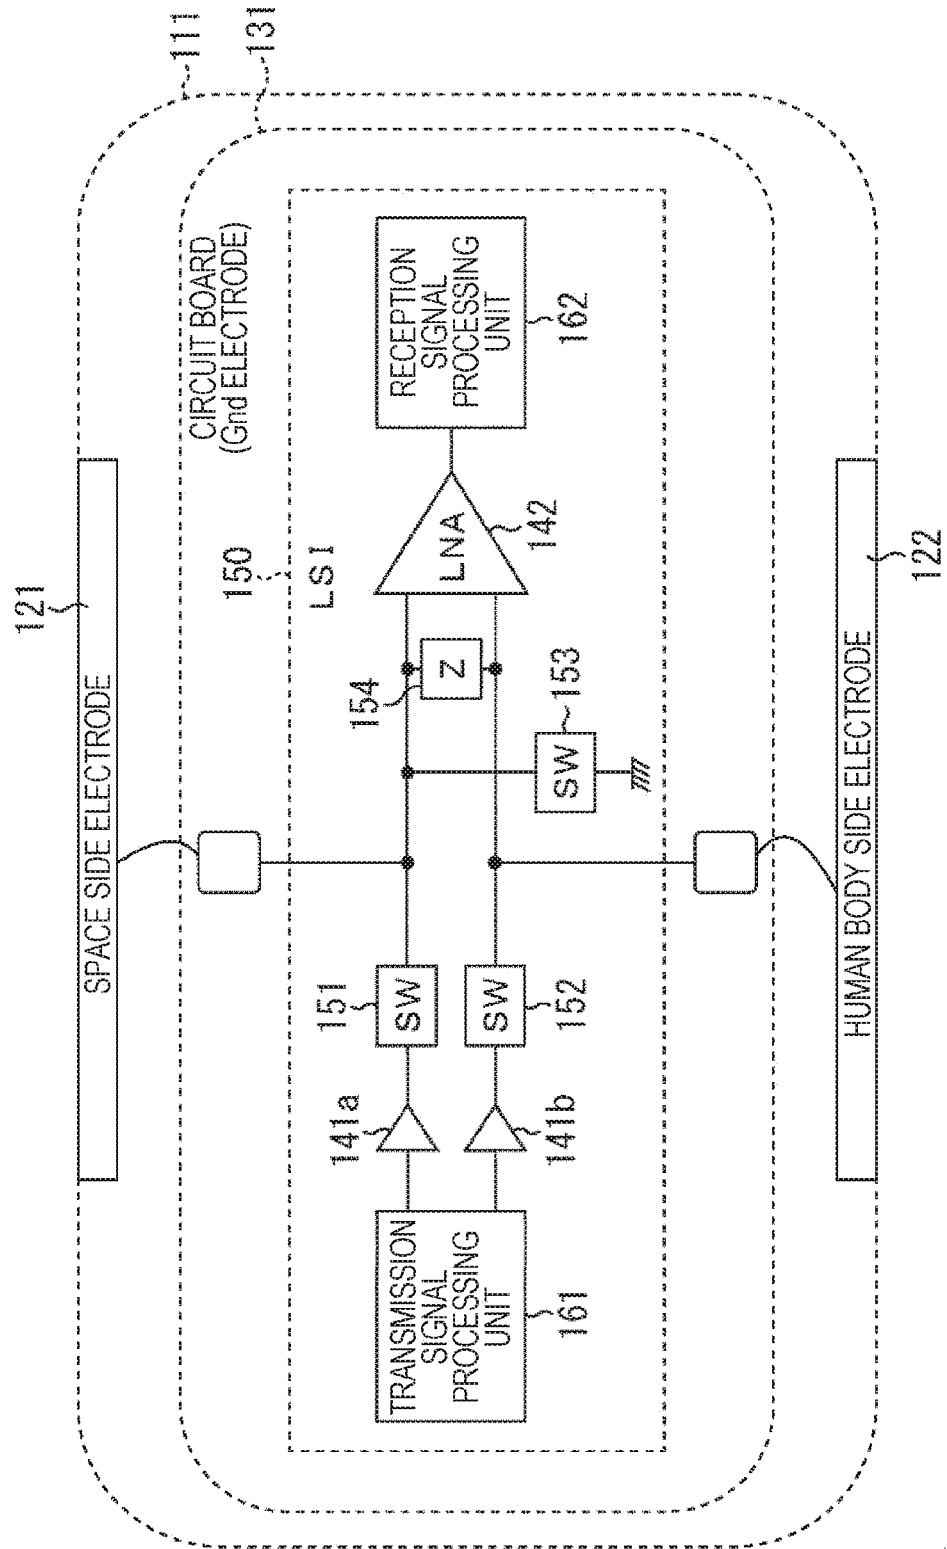 111
131
121
SPACE SIDE ELECTRODE
CIRCUIT BOARD
(Gnd ELECTRODE)
150
LSI
TRANSMISSION
SIGNAL
PROCESSING
UNIT
161
141a
141b
151
SW
SW
152
154
Z
SW
153
LNA
142
RECEPTION
SIGNAL
PROCESSING
UNIT
162
HUMAN BODY SIDE ELECTRODE
122